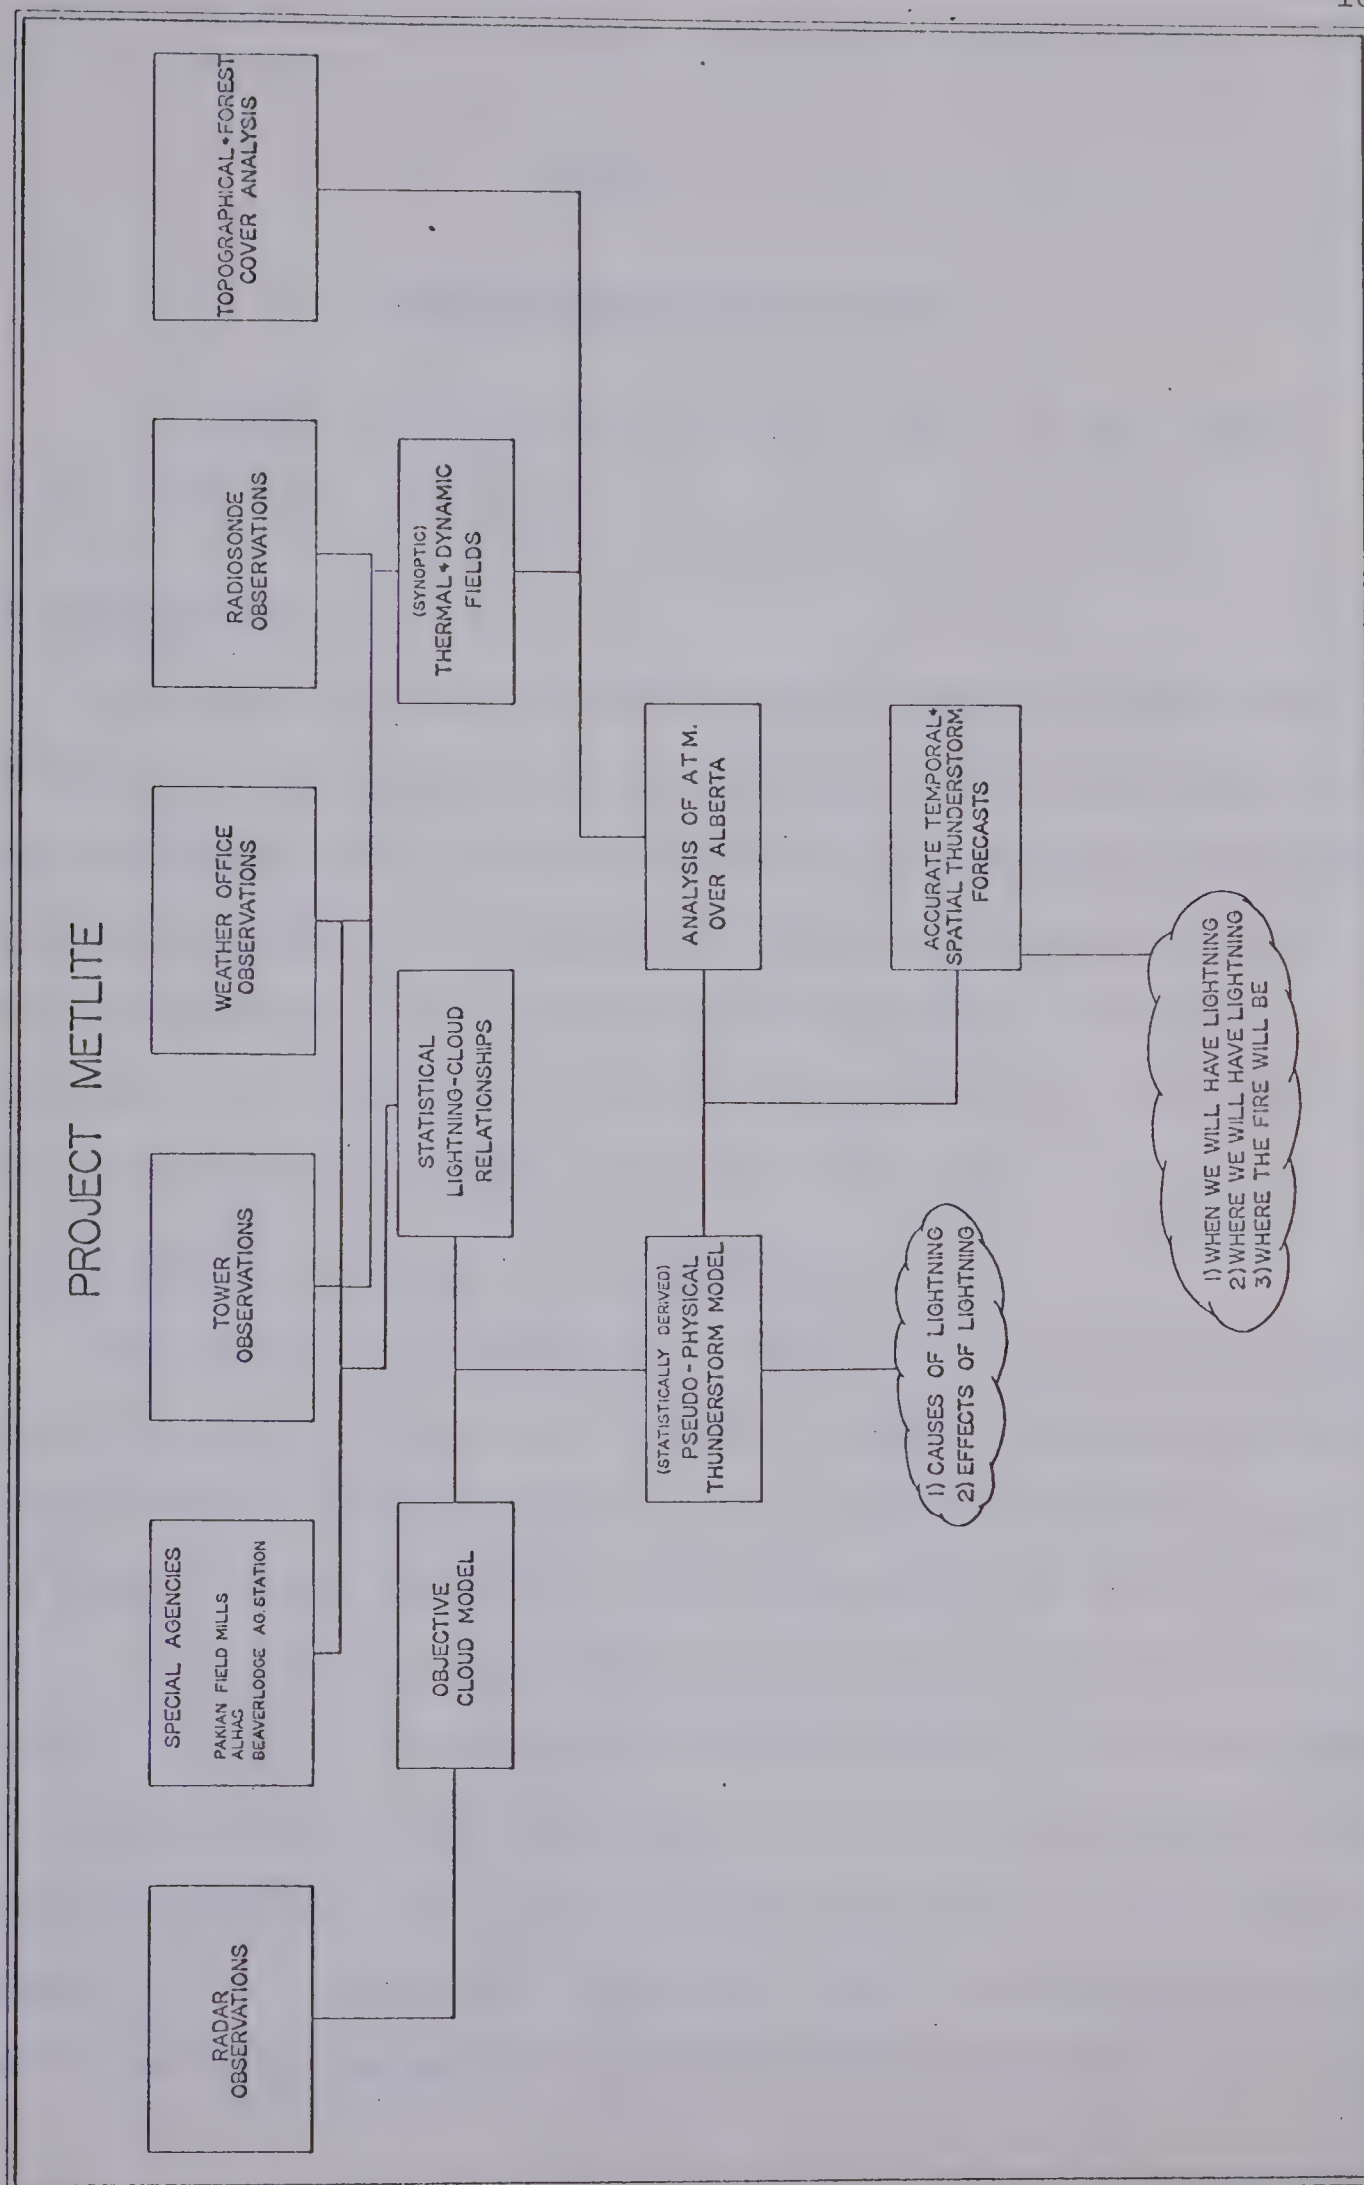 PROJECT METLITE
RADAR
OBSERVATIONS
SPECIAL AGENCIES
PAKIAN FIELD MILLS
ALHAS
BEAVERLODGE AG. STATION
TOWER
OBSERVATIONS
WEATHER OFFICE
OBSERVATIONS
RADIOSONDE
OBSERVATIONS
TOPOGRAPHICAL+FOREST
COVER ANALYSIS
OBJECTIVE
CLOUD MODEL
STATISTICAL
LIGHTNING-CLOUD
RELATIONSHIPS
(SYNOPTIC)
THERMAL+DYNAMIC
FIELDS
(STATISTICALLY DERIVED)
PSEUDO-PHYSICAL
THUNDERSTORM MODEL
ANALYSIS OF ATM.
OVER ALBERTA
1) CAUSES OF LIGHTNING
2) EFFECTS OF LIGHTNING
ACCURATE TEMPORAL+
SPATIAL THUNDERSTORM
FORECASTS
1) WHEN WE WILL HAVE LIGHTNING
2) WHERE WE WILL HAVE LIGHTNING
3) WHERE THE FIRE WILL BE